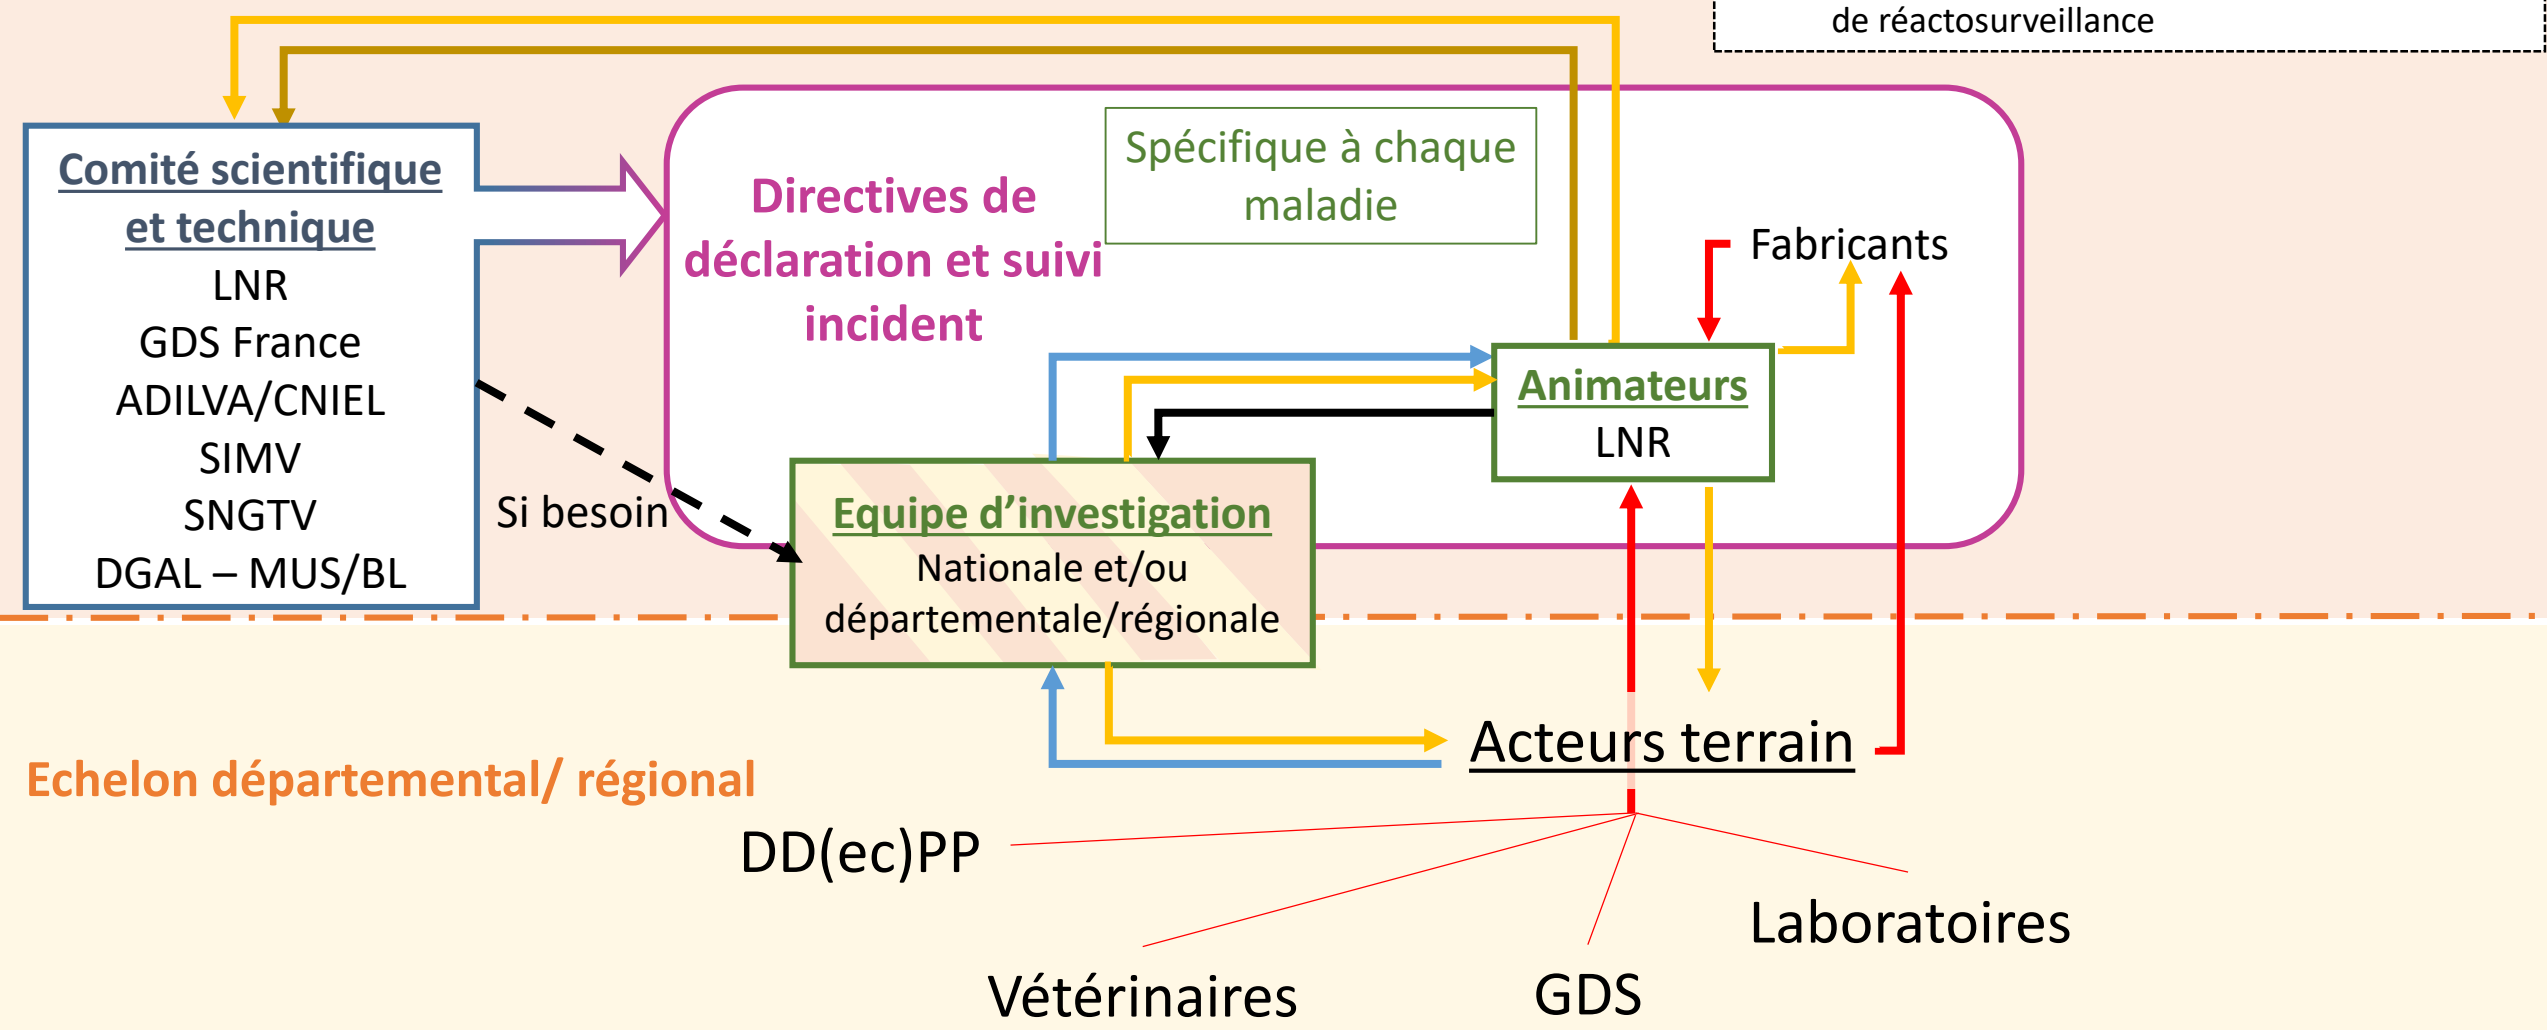 de réactosurveillance
Comité scientifique
et technique
LNR
GDS France
ADILVA/CNIEL
SIMV
SNGTV
DGAL – MUS/BL
Directives de
déclaration et suivi
incident
Spécifique à chaque
maladie
Fabricants
Animateurs
LNR
Si besoin
Equipe d’investigation
Nationale et/ou
départementale/régionale
Acteurs terrain
Echelon départemental/ régional
DD(ec)PP
Laboratoires
Vétérinaires
GDS